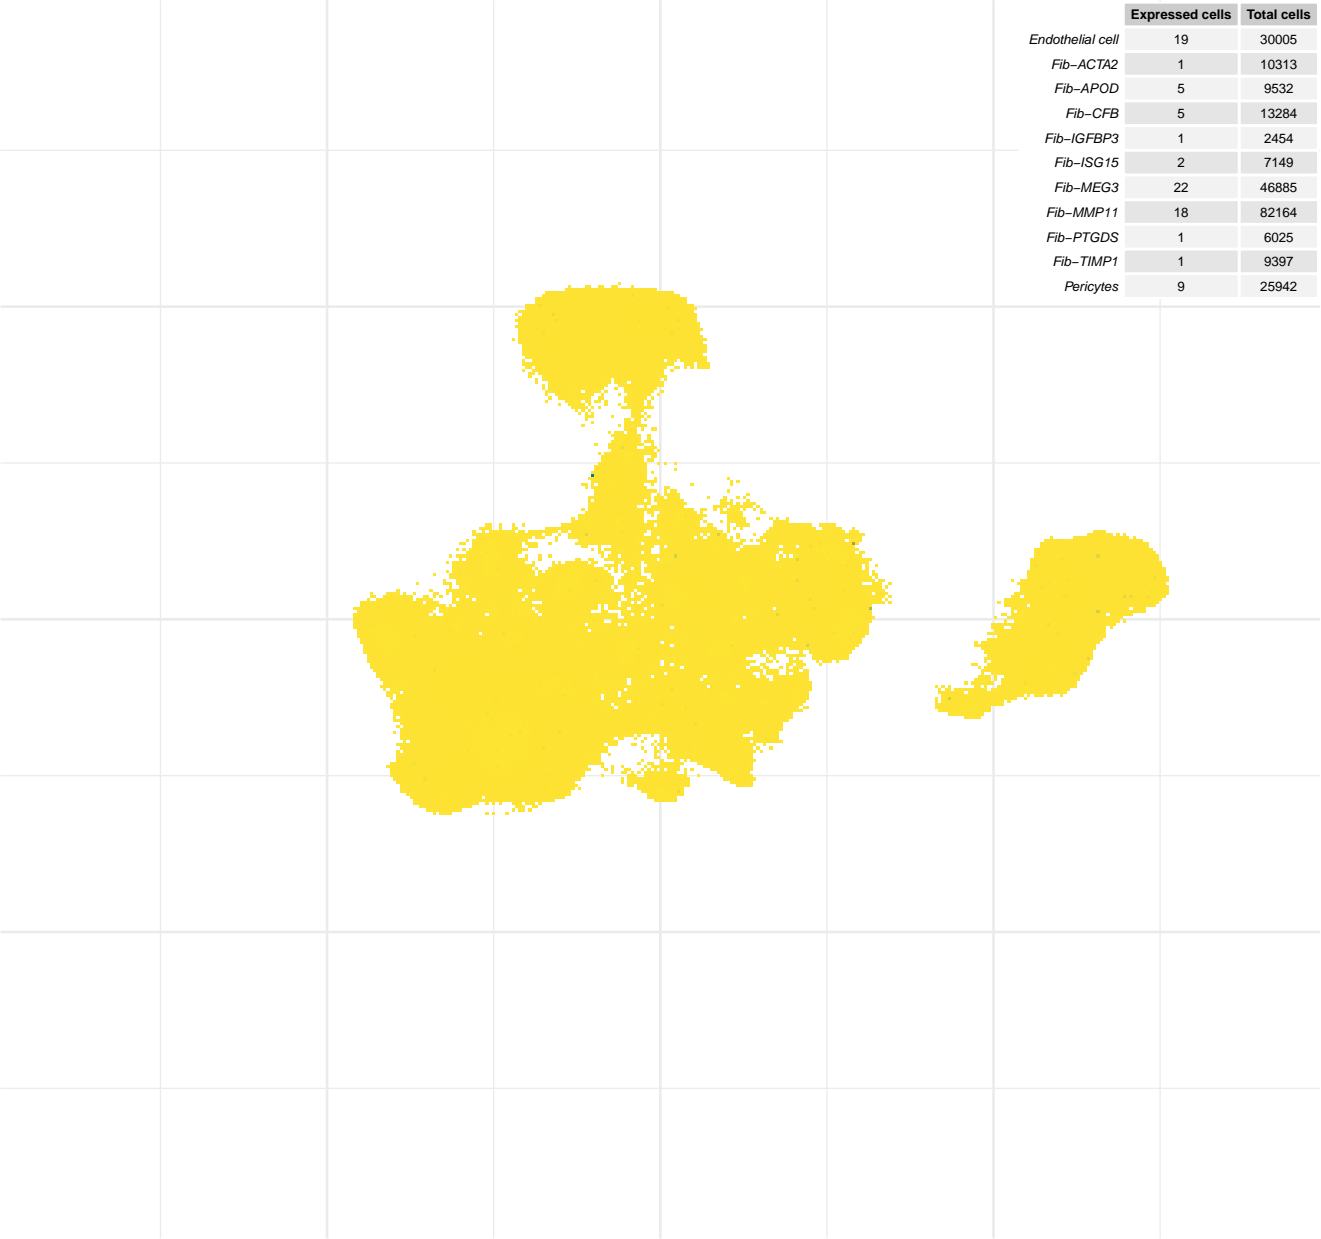 Expressed cells Total cells
Endothelial cell 19 30005
Fib−ACTA2 1 10313
Fib−APOD 5 9532
Fib−CFB 5 13284
Fib−IGFBP3 1 2454
Fib−ISG15 2 7149
Fib−MEG3 22 46885
Fib−MMP11 18 82164
Fib−PTGDS 1 6025
Fib−TIMP1 1 9397
Pericytes 9 25942